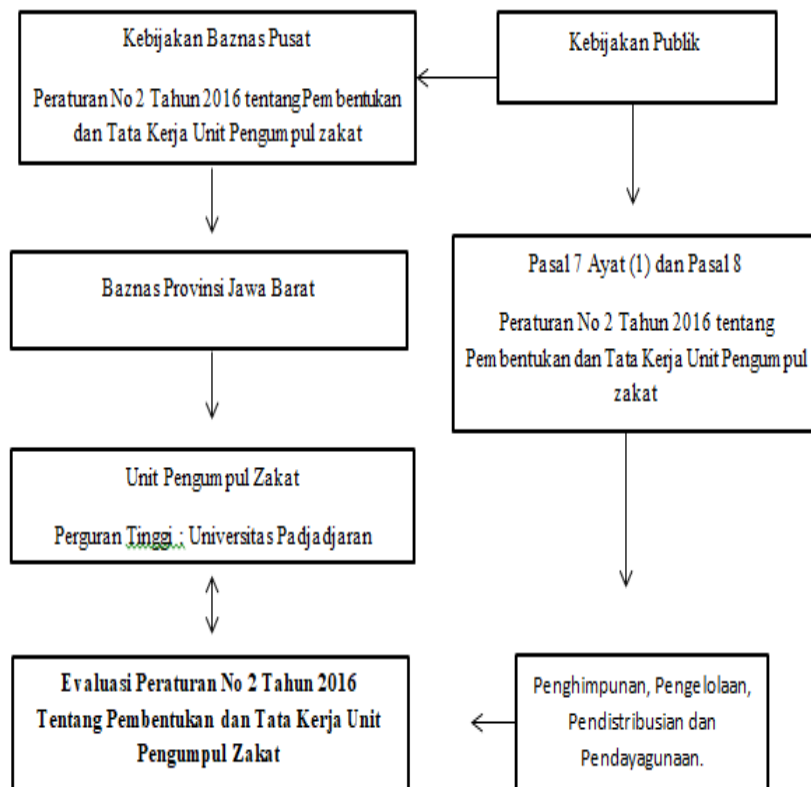 Kebijakan Baznas Pusat
Peraturan No 2 Tahun 2016 tentang Pembentukan
dan Tata Kerja Unit Pengumpul zakat
Kebijakan Publik
Baznas Provinsi Jawa Barat
Pasal 7 Ayat (1) dan Pasal 8
Peraturan No 2 Tahun 2016 tentang
Pembentukan dan Tata Kerja Unit Pengumpul
zakat
Unit Pengumpul Zakat
Perguran Tinggi : Universitas Padjadjaran
Evaluasi Peraturan No 2 Tahun 2016
Tentang Pembentukan dan Tata Kerja Unit
Pengumpul Zakat
Penghimpunan, Pengelolaan,
Pendistribusian dan
Pendayagunaan.